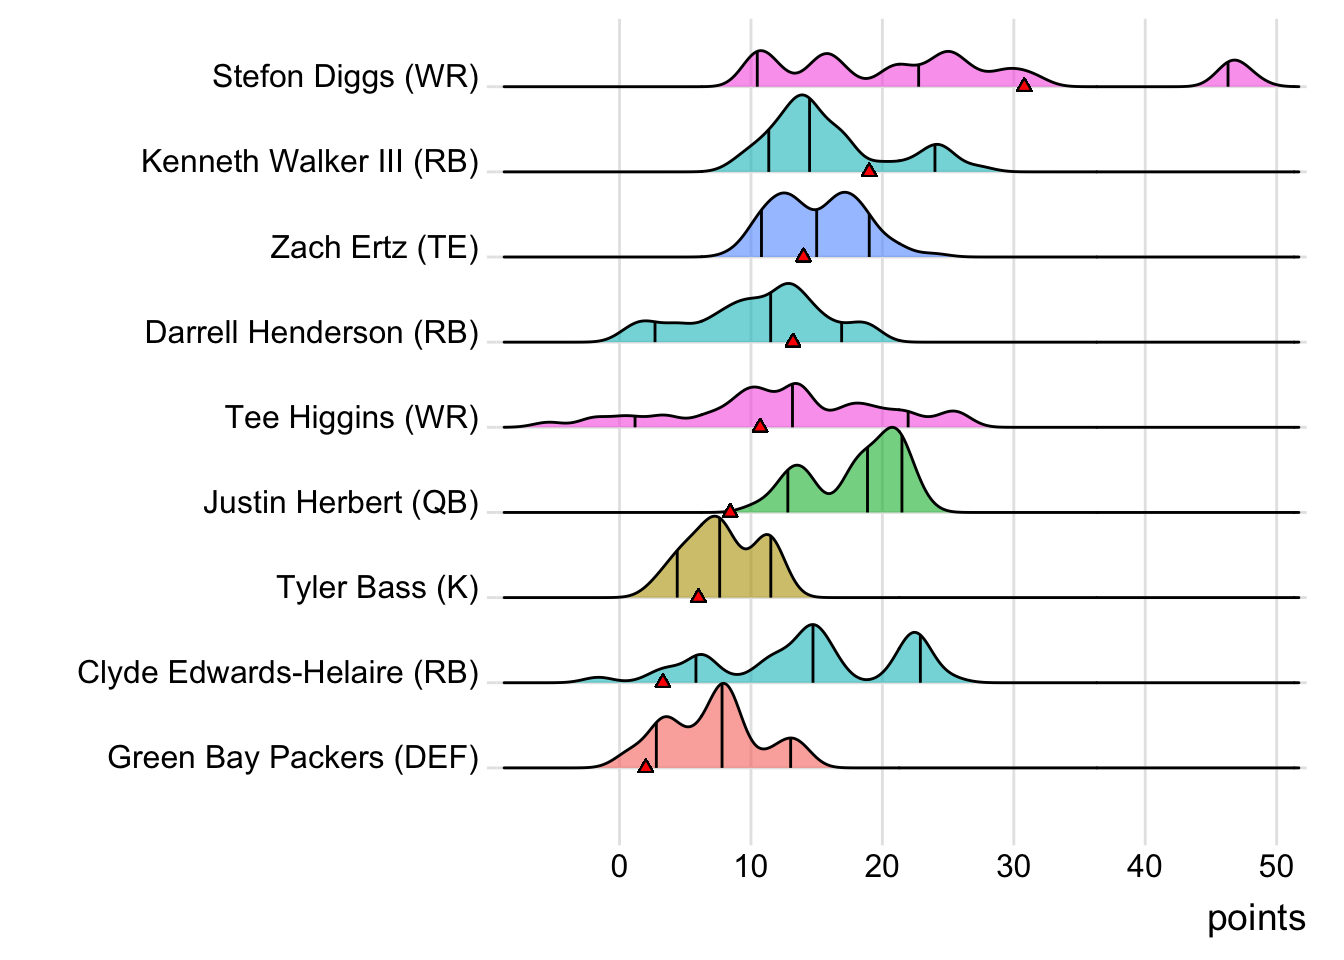 Stefon Diggs (WR)
Kenneth Walker III (RB)
Zach Ertz (TE)
Darrell Henderson (RB)
Tee Higgins (WR)
Justin Herbert (QB)
Tyler Bass (K)
Clyde Edwards-Helaire (RB)
Green Bay Packers (DEF)
0 10 20 30 40 50
points